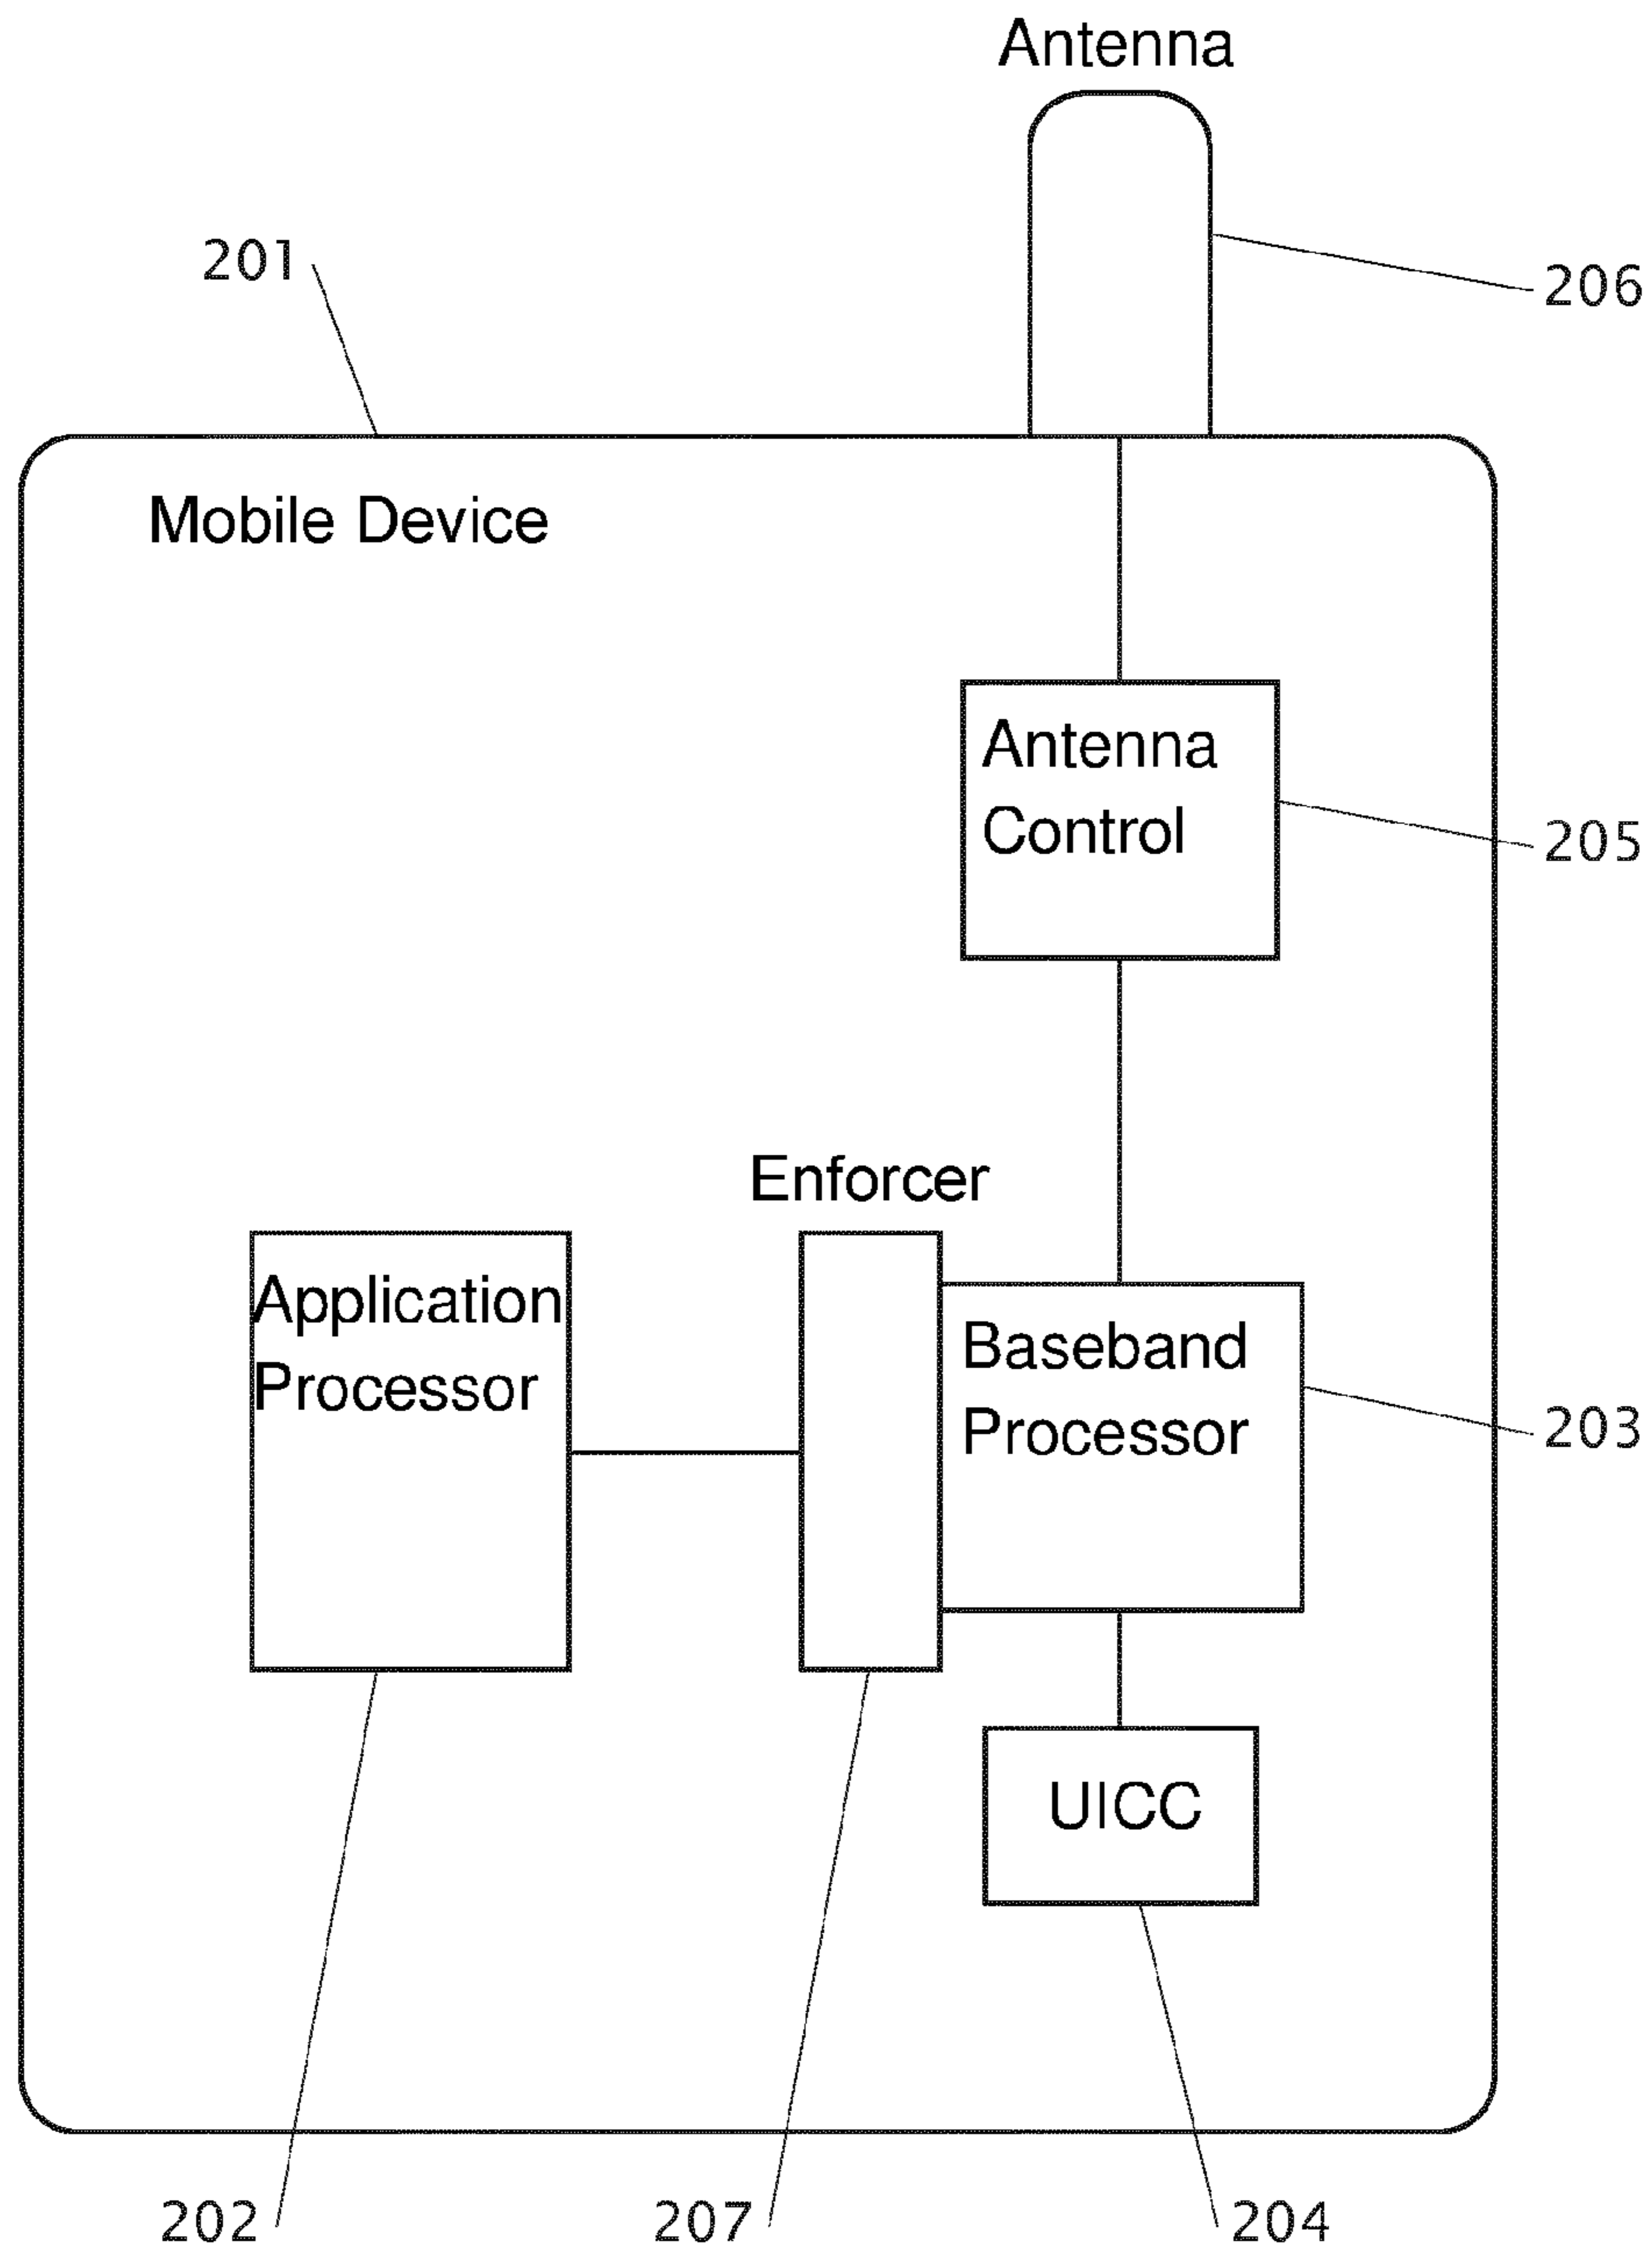 Antenna
201
206
Mobile Device
Antenna
Control
205
Enforcer
Application
Processor
Baseband
Processor
203
UICC
202
207
204